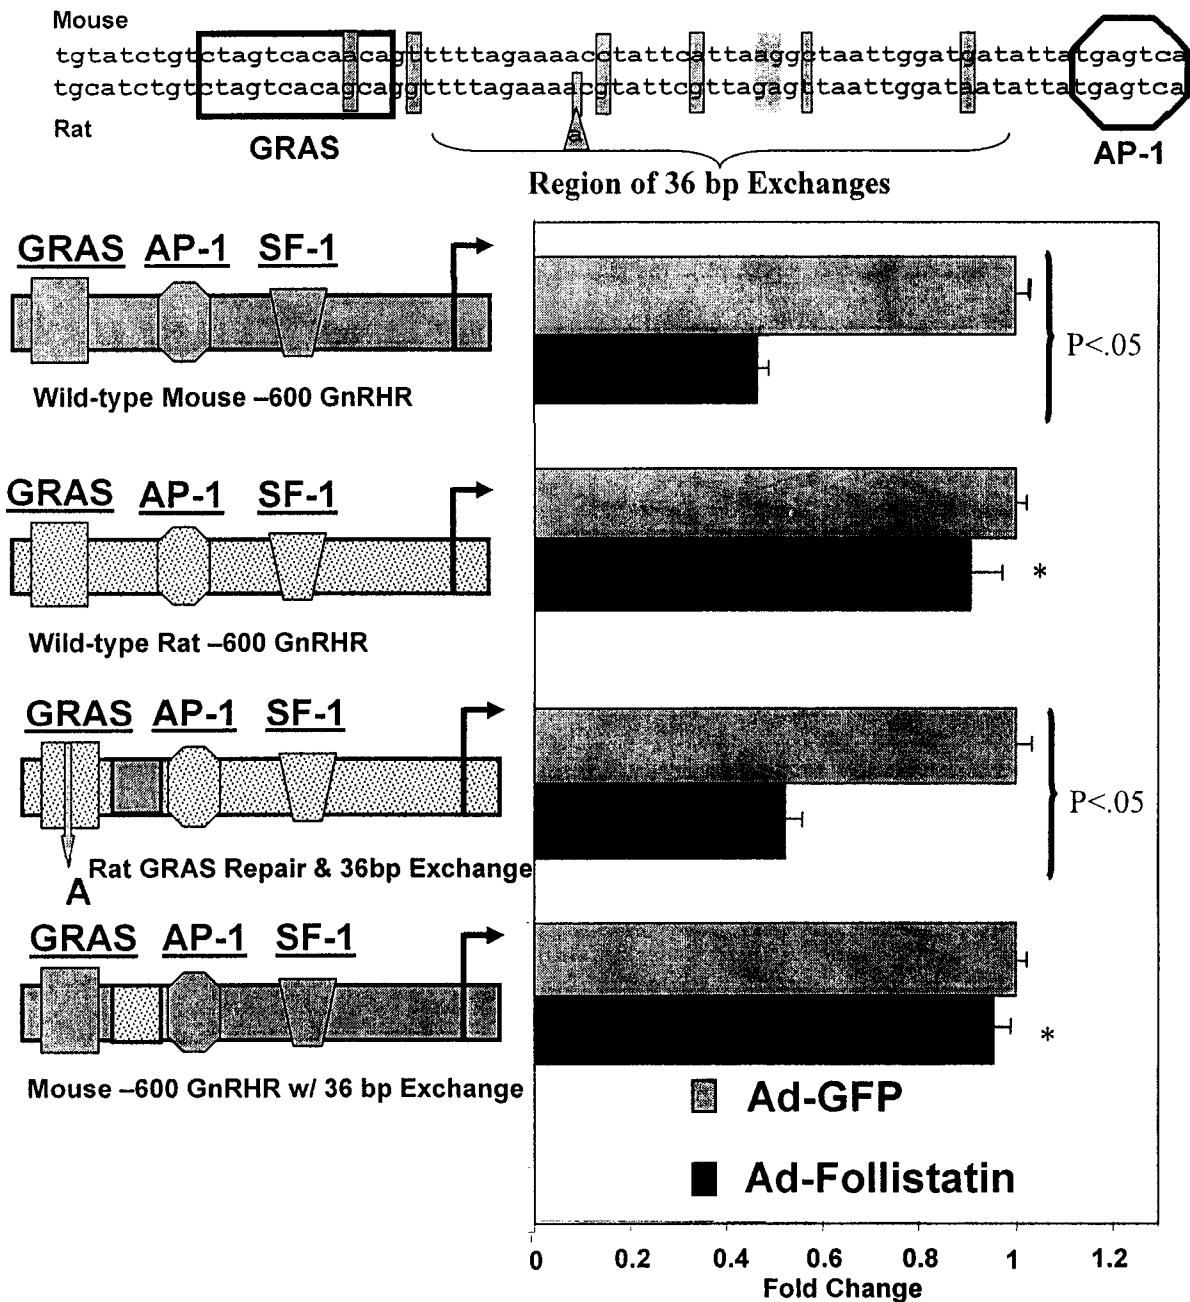 Mouse
tgtatctgtctagtcacaacagttttttagaaaacctattcattaaggctaattggatgatattatgagtca
tgcatctgtctagtcacagcaggttttagaaaacgtattcgttagagttaattggataatattatgagtca
Rat
GRAS
a
AP-1
Region of 36 bp Exchanges
GRAS AP-1 SF-1
Wild-type Mouse –600 GnRHR
P<.05
GRAS AP-1 SF-1
Wild-type Rat –600 GnRHR
*
GRAS AP-1 SF-1
A
Rat GRAS Repair & 36bp Exchange
P<.05
GRAS AP-1 SF-1
Mouse –600 GnRHR w/ 36 bp Exchange
*
Ad-GFP
Ad-Follistatin
0 0.2 0.4 0.6 0.8 1 1.2
Fold Change